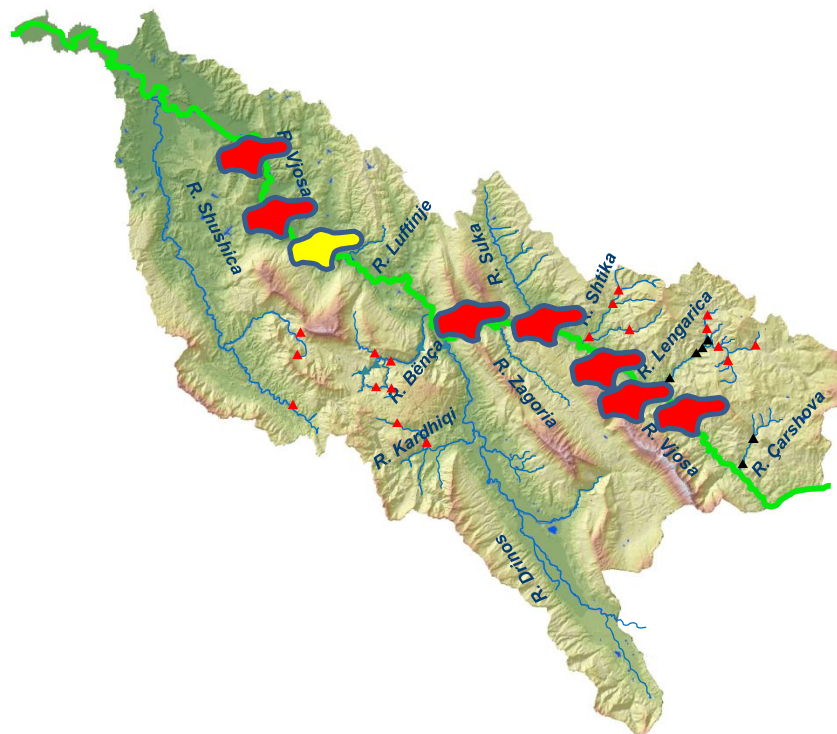 R. Vjosa
R. Shushica
R. Luftinje
R. Suka
R. Shtika
R. Lengarica
R. Bënça
R. Zagoria
R. Kardhiqi
R. Vjosa
R. Çarshova
R. Drinos